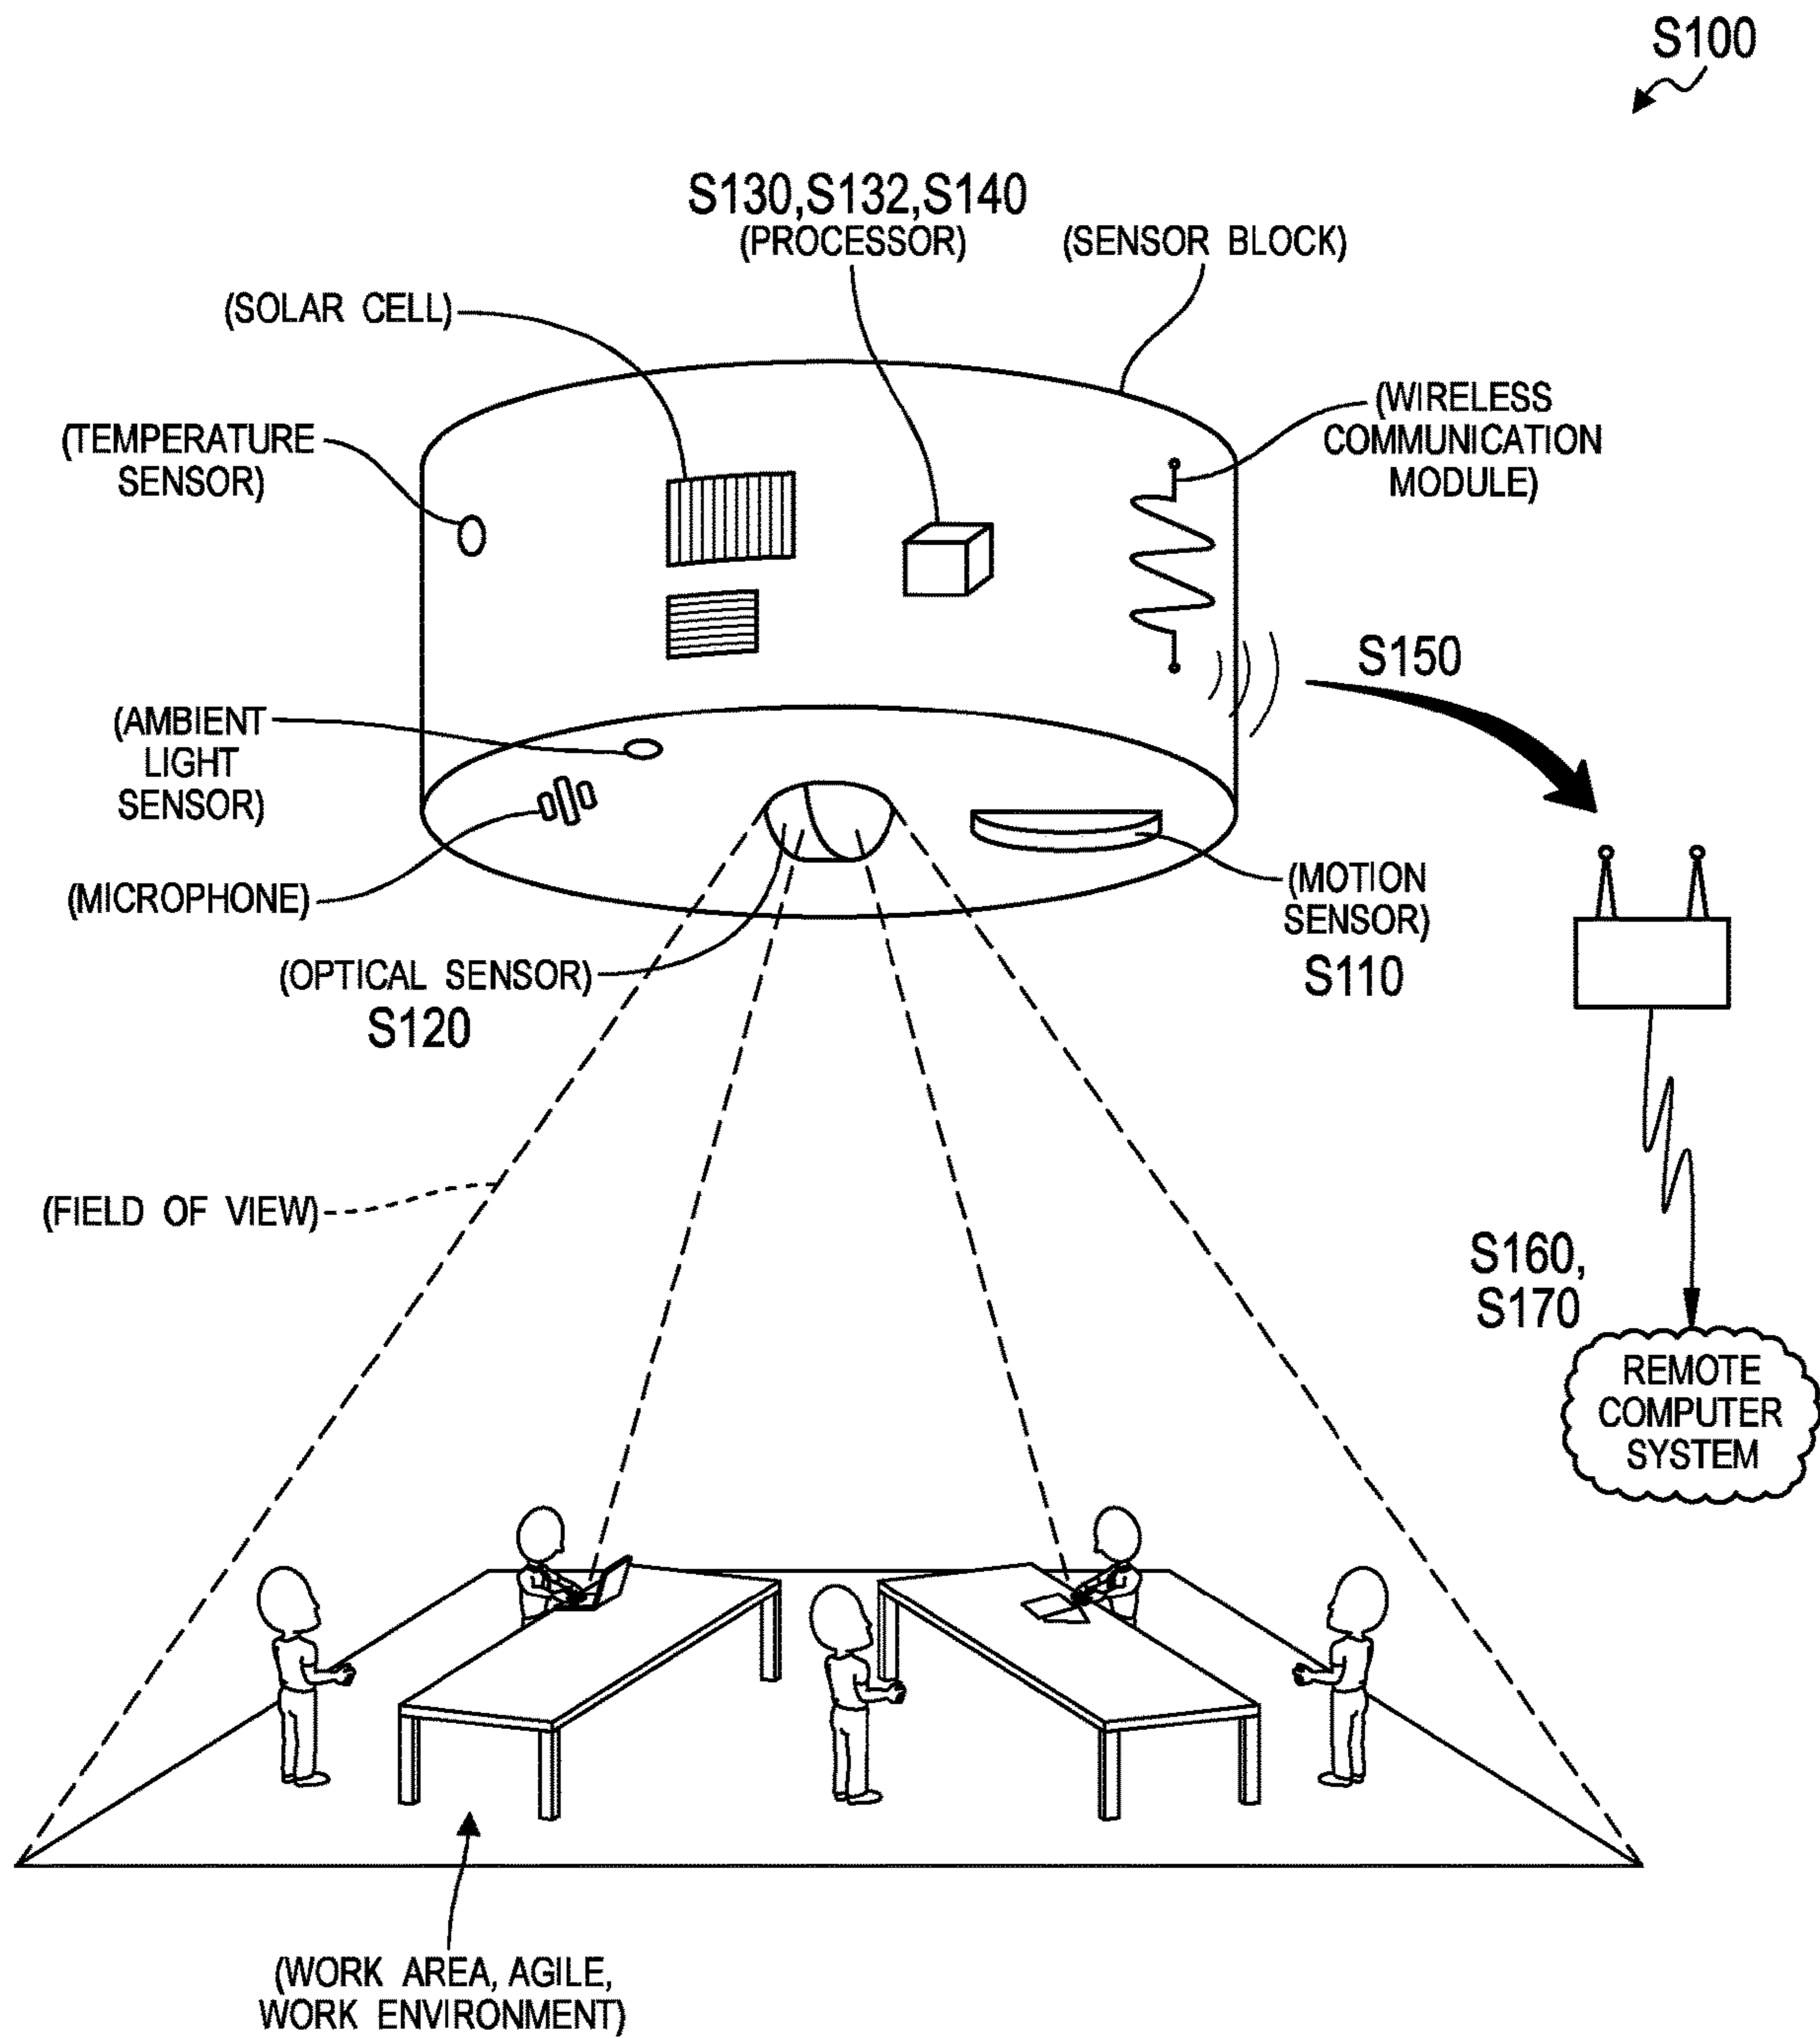 S100
S130,S132,S140
(PROCESSOR)
(SENSOR BLOCK)
(SOLAR CELL)
(WIRELESS
COMMUNICATION
MODULE)
(TEMPERATURE
SENSOR)
S150
(AMBIENT
LIGHT
SENSOR)
(MICROPHONE)
(MOTION
SENSOR)
S110
(OPTICAL SENSOR)
S120
(FIELD OF VIEW)
S160,
S170
REMOTE
COMPUTER
SYSTEM
(WORK AREA, AGILE,
WORK ENVIRONMENT)